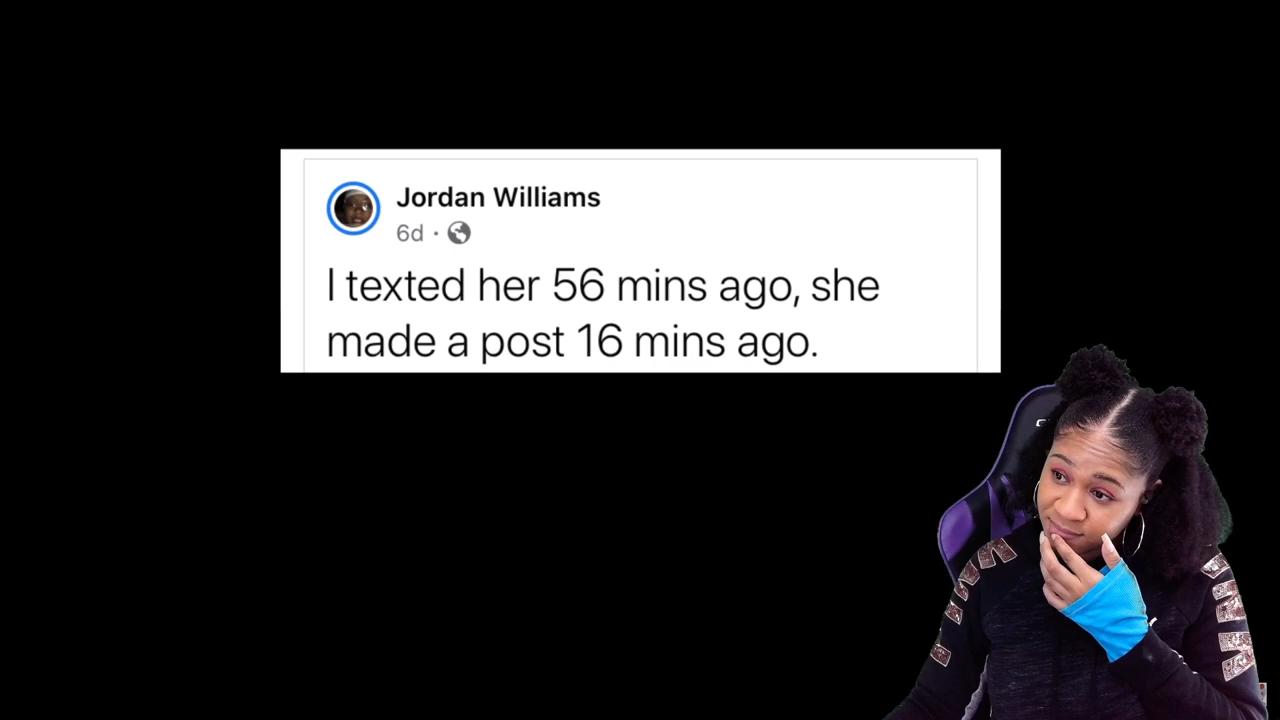 Jordan Williams
6d ·
I texted her 56 mins ago, she
made a post 16 mins ago.